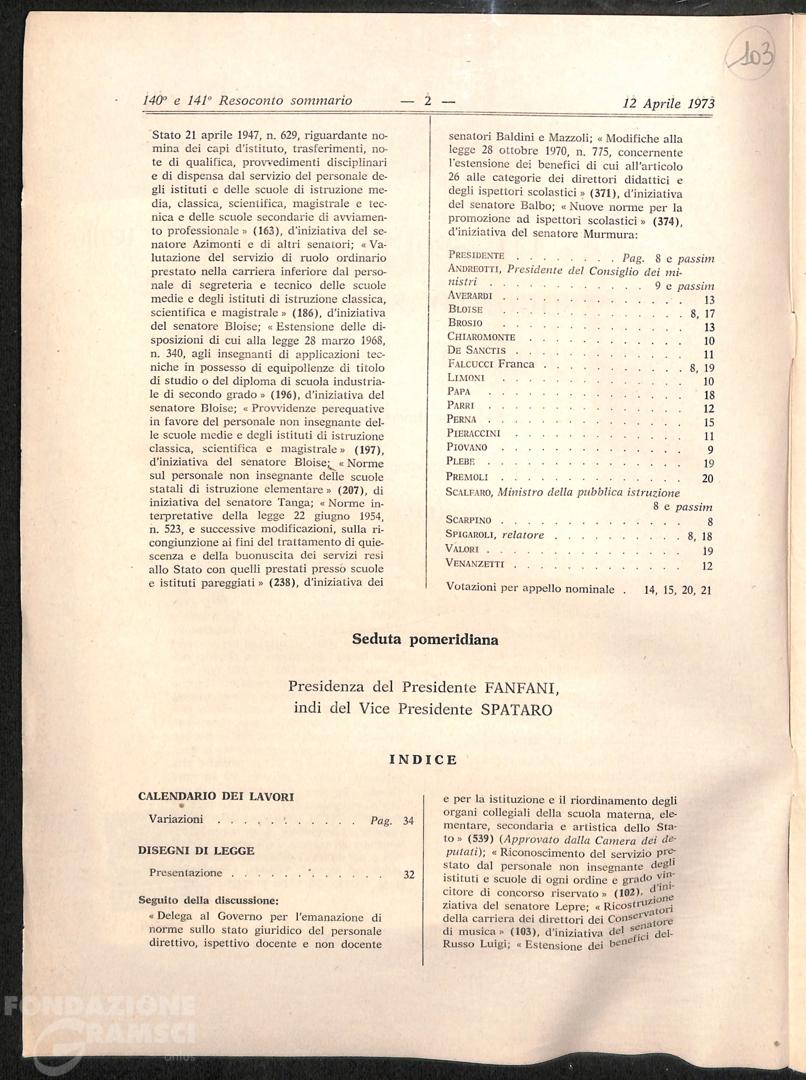 103
140° e 141° Resoconto sommario — 2 — 12 Aprile 1973
Stato 21 aprile 1947, n. 629, riguardante no-
mina dei capi d'istituto, trasferimenti, no-
te di qualifica, provvedimenti disciplinari
e di dispensa dal servizio del personale de-
gli istituti e delle scuole di istruzione me-
dia, classica, scientifica, magistrale e tec-
nica e delle scuole secondarie di avviamen-
to professionale » (163), d'iniziativa del se-
natore Azimonti e di altri senatori; « Va-
lutazione del servizio di ruolo ordinario
prestato nella carriera inferiore dal perso-
nale di segreteria e tecnico delle scuole
medie e degli istituti di istruzione classica,
scientifica e magistrale » (186), d'iniziativa
del senatore Bloise; « Estensione delle di-
sposizioni di cui alla legge 28 marzo 1968,
n. 340, agli insegnanti di applicazioni tec-
niche in possesso di equipollenze di titolo
di studio o del diploma di scuola industria-
le di secondo grado » (196), d'iniziativa del
senatore Bloise; « Provvidenze perequative
in favore del personale non insegnante del-
le scuole medie e degli istituti di istruzione
classica, scientifica e magistrale » (197),
d'iniziativa del senatore Bloise; « Norme
sul personale non insegnante delle scuole
statali di istruzione elementare » (207), di
iniziativa del senatore Tanga; « Norme in-
terpretative della legge 22 giugno 1954,
n. 523, e successive modificazioni, sulla ri-
congiunzione ai fini del trattamento di quie-
scenza e della buonuscita dei servizi resi
allo Stato con quelli prestati presso scuole
e istituti pareggiati » (238), d'iniziativa dei
senatori Baldini e Mazzoli; « Modifiche alla
legge 28 ottobre 1970, n. 775, concernente
l'estensione dei benefici di cui all'articolo
26 alle categorie dei direttori didattici e
degli ispettori scolastici » (371), d'iniziativa
del senatore Balbo; « Nuove norme per la
promozione ad ispettori scolastici » (374),
d'iniziativa del senatore Murmura:
PRESIDENTE . . . . . . . . Pag. 8 e passim
ANDREOTTI, Presidente del Consiglio dei mi-
nistri . . . . . . . . . . . . 9 e passim
AVERARDI . . . . . . . . . . . . . . 13
BLOISE . . . . . . . . . . . . . . 8, 17
BROSIO . . . . . . . . . . . . . . 13
CHIAROMONTE . . . . . . . . . . . . 10
DE SANCTIS . . . . . . . . . . . . . 11
FALCUCCI Franca . . . . . . . . . . . 8, 19
LIMONI . . . . . . . . . . . . . . 10
PAPA . . . . . . . . . . . . . . 18
PARRI . . . . . . . . . . . . . . 12
PERNA . . . . . . . . . . . . . . 15
PIERACCINI . . . . . . . . . . . . . 11
PIOVANO . . . . . . . . . . . . . . 9
PLEBE . . . . . . . . . . . . . . 19
PREMOLI . . . . . . . . . . . . . . 20
SCALFARO, Ministro della pubblica istruzione
8 e passim
SCARPINO . . . . . . . . . . . . . . 8
SPIGAROLI, relatore . . . . . . . . . . 8, 18
VALORI . . . . . . . . . . . . . . 19
VENANZETTI . . . . . . . . . . . . . 12
Votazioni per appello nominale . 14, 15, 20, 21
Seduta pomeridiana
Presidenza del Presidente FANFANI,
indi del Vice Presidente SPATARO
INDICE
CALENDARIO DEI LAVORI
Variazioni . . . . . . . . . . . Pag. 34
DISEGNI DI LEGGE
Presentazione . . . . . . . . . . . . 32
Seguito della discussione:
« Delega al Governo per l'emanazione di
norme sullo stato giuridico del personale
direttivo, ispettivo docente e non docente
e per la istituzione e il riordinamento degli
organi collegiali della scuola materna, ele-
mentare, secondaria e artistica dello Sta-
to » (539) (Approvato dalla Camera dei de-
putati); « Riconoscimento del servizio pre-
stato dal personale non insegnante degli
istituti e scuole di ogni ordine e grado vin-
citore di concorso riservato » (102), d'ini-
ziativa del senatore Lepre; « Ricostruzione
della carriera dei direttori dei Conservatori
di musica » (103), d'iniziativa del senatore
Russo Luigi; « Estensione dei benefici del-
FONDAZIONE
GRAMSCI
onlus